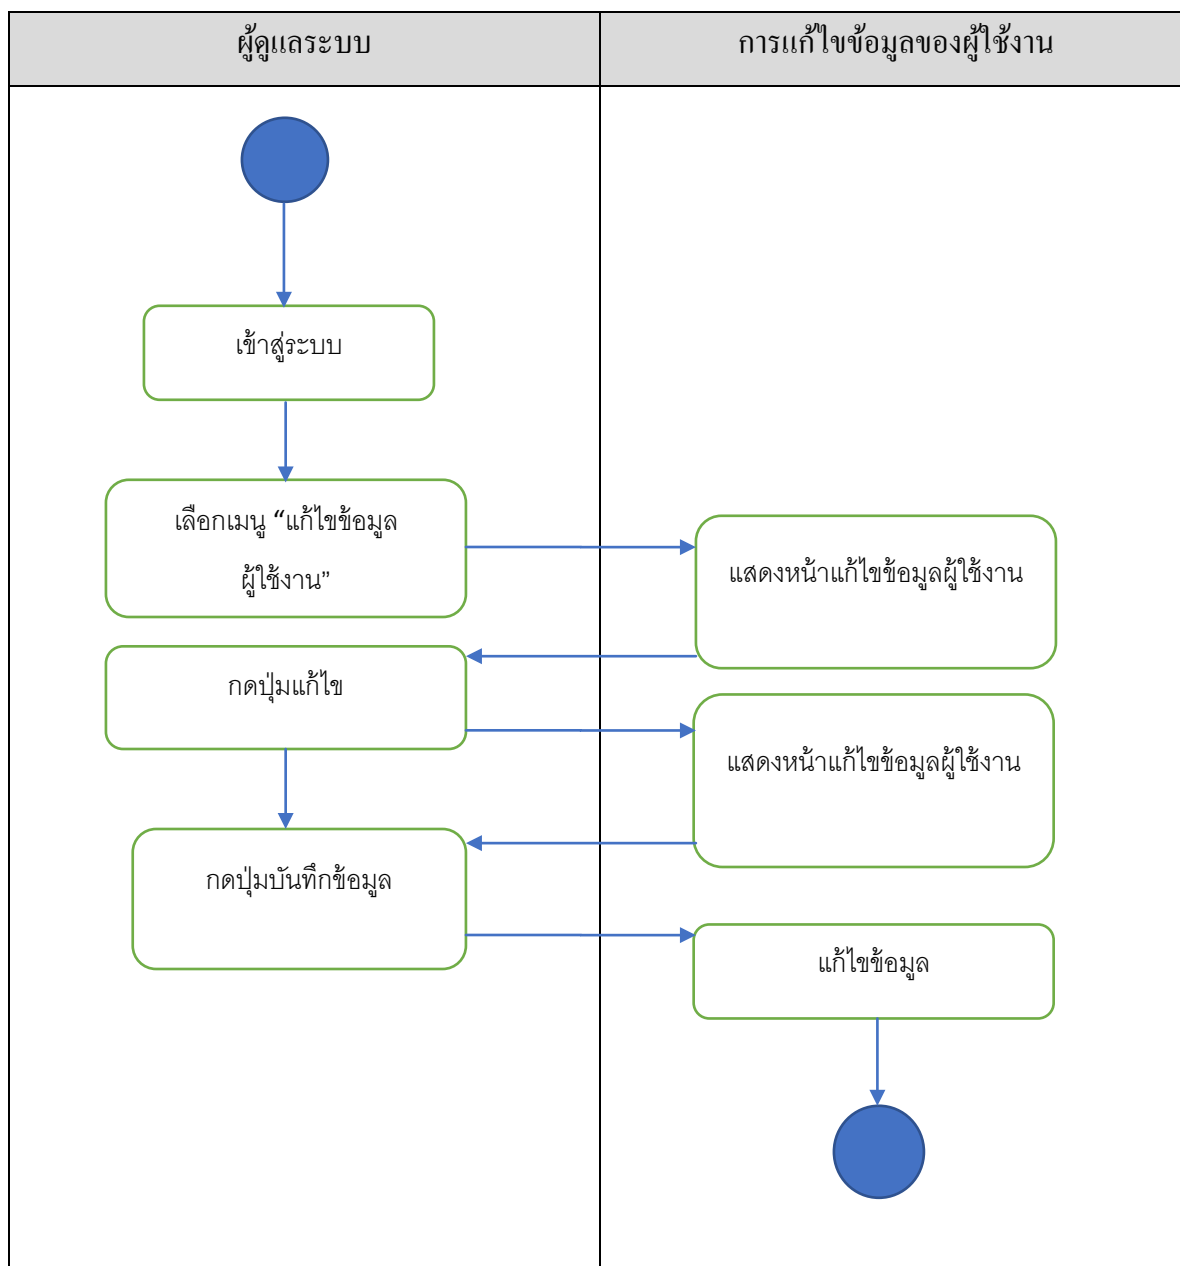 ผู้ดูแลระบบ
การแก้ไขข้อมูลของผู้ใช้งาน
เข้าสู่ระบบ
เลือกเมนู “แก้ไขข้อมูล
ผู้ใช้งาน”
แสดงหน้าแก้ไขข้อมูลผู้ใช้งาน
กดปุ่มแก้ไข
แสดงหน้าแก้ไขข้อมูลผู้ใช้งาน
กดปุ่มบันทึกข้อมูล
แก้ไขข้อมูล